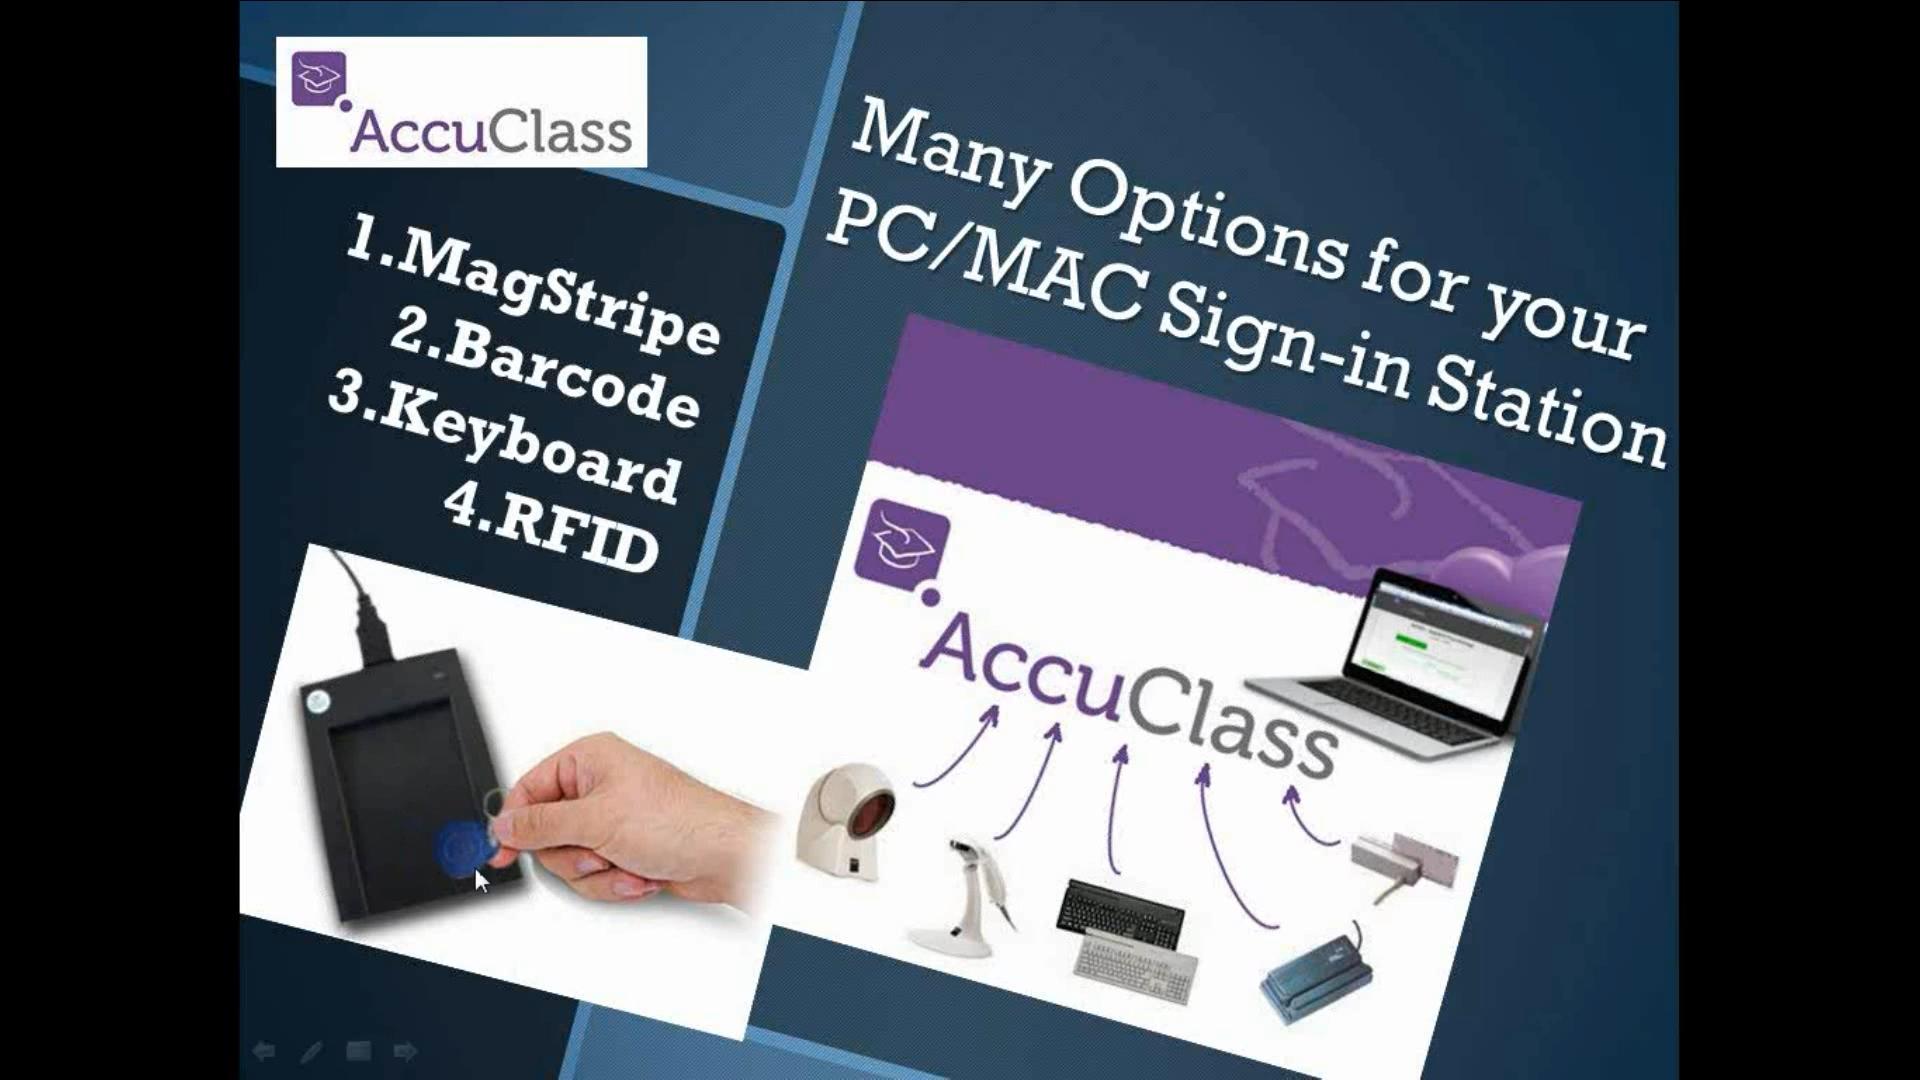 AccuClass
Many Options for your
PC/MAC Sign-in Station
1.MagStripe
2.Barcode
3.Keyboard
4.RFID
AccuClass